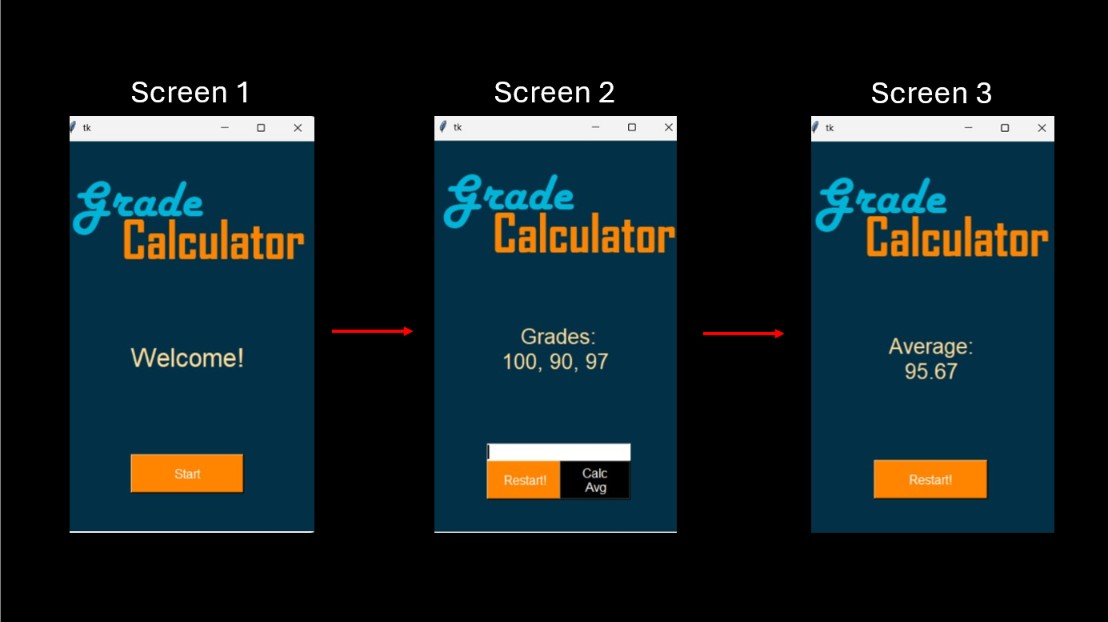 Screen 1
tk
Grade
Calculator
Welcome!
Start
Screen 2
tk
Grade
Calculator
Grades:
100, 90, 97
Restart!
Calc
Avg
Screen 3
tk
Grade
Calculator
Average:
95.67
Restart!